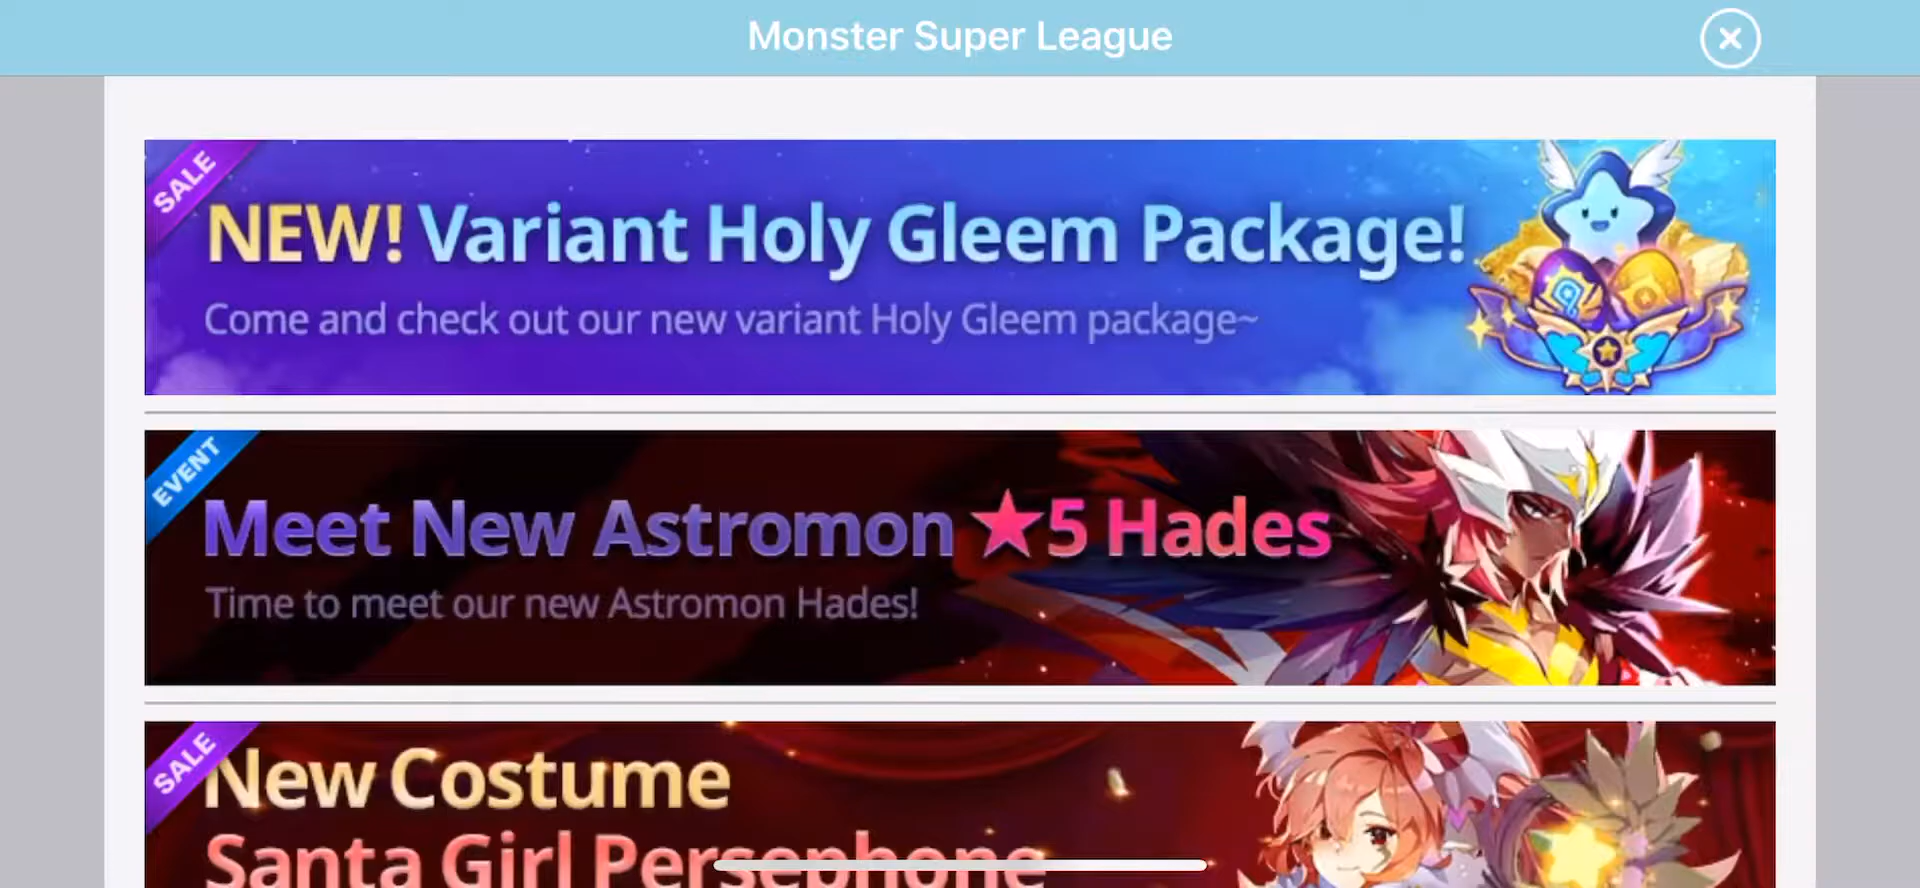 Monster Super League
SALE
NEW! Variant Holy Gleem Package!
Come and check out our new variant Holy Gleem package~
EVENT
Meet New Astromon ★5 Hades
Time to meet our new Astromon Hades!
SALE
New Costume
Santa Girl Persephone